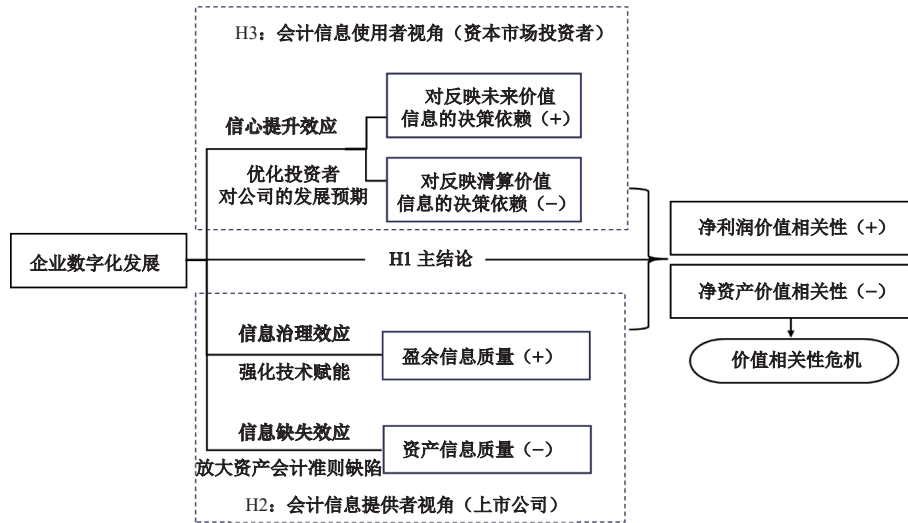 H3：会计信息使用者视角（资本市场投资者）
信心提升效应
优化投资者
对公司的发展预期
对反映未来价值
信息的决策依赖（+）
对反映清算价值
信息的决策依赖（−）
企业数字化发展
H1 主结论
净利润价值相关性（+）
净资产价值相关性（−）
价值相关性危机
信息治理效应
强化技术赋能
盈余信息质量（+）
信息缺失效应
放大资产会计准则缺陷
资产信息质量（−）
H2：会计信息提供者视角（上市公司）